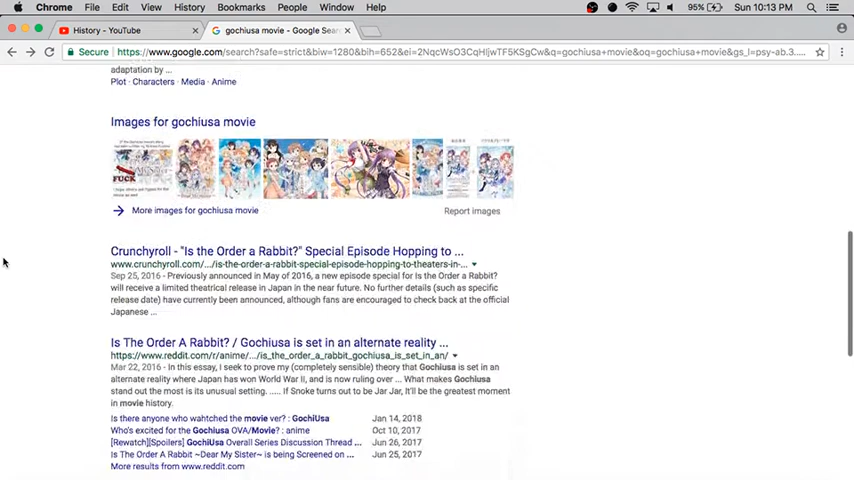 Chrome File Edit View History Bookmarks People Window Help 95% Sun 10:13 PM
History - YouTube
gochiusa movie - Google Sear
Secure https://www.google.com/search?safe=strict&biw=1280&bih=652&ei=2NqcWsO3CqHIjwTF5KSgCw&q=gochiusa+movie&oq=gochiusa+movie&gs_l=psy-ab.3....
adaptation by ...
Plot · Characters · Media · Anime
Images for gochiusa movie
FUCK
More images for gochiusa movie
Report images
Crunchyroll - "Is the Order a Rabbit?" Special Episode Hopping to ...
www.crunchyroll.com/.../is-the-order-a-rabbit-special-episode-hopping-to-theaters-in-...
Sep 25, 2016 - Previously announced in May of 2016, a new episode special for Is the Order a Rabbit?
will receive a limited theatrical release in Japan in the near future. No further details (such as specific
release date) have currently been announced, although fans are encouraged to check back at the official
Japanese ...
Is The Order A Rabbit? / Gochiusa is set in an alternate reality ...
https://www.reddit.com/r/anime/.../is_the_order_a_rabbit_gochiusa_is_set_in_an/
Mar 22, 2016 - In this essay, I seek to prove my (completely sensible) theory that Gochiusa is set in an
alternate reality where Japan has won World War II, and is now ruling over ... What makes Gochiusa
stand out the most is its unusual setting. ..... If Snoke turns out to be Jar Jar, It'll be the greatest moment
in movie history.
Is there anyone who wahtched the movie ver? : GochiUsa Jan 14, 2018
Who's excited for the Gochiusa OVA/Movie? : anime Oct 10, 2017
[Rewatch][Spoilers] GochiUsa Overall Series Discussion Thread ... Jun 26, 2017
Is The Order A Rabbit ~Dear My Sister~ is being Screened on ... Jun 25, 2017
More results from www.reddit.com